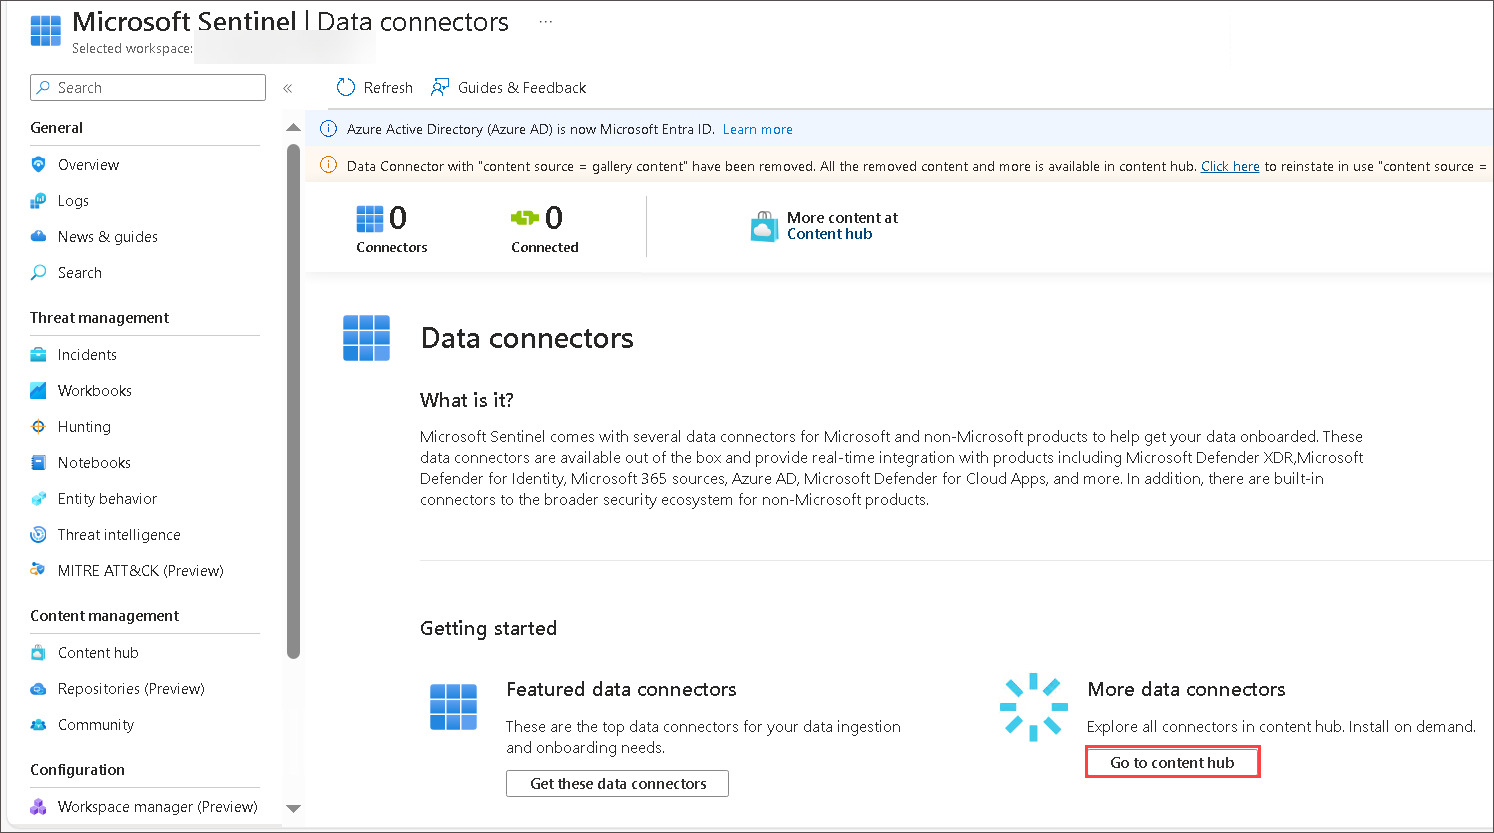 Microsoft Sentinel | Data connectors ...
Selected workspace:
Search
«
Refresh
Guides & Feedback
General
Overview
Logs
News & guides
Search
Threat management
Incidents
Workbooks
Hunting
Notebooks
Entity behavior
Threat intelligence
MITRE ATT&CK (Preview)
Content management
Content hub
Repositories (Preview)
Community
Configuration
Workspace manager (Preview)
Azure Active Directory (Azure AD) is now Microsoft Entra ID. Learn more
Data Connector with "content source = gallery content" have been removed. All the removed content and more is available in content hub. Click here to reinstate in use "content source =
0
Connectors
0
Connected
More content at
Content hub
Data connectors
What is it?
Microsoft Sentinel comes with several data connectors for Microsoft and non-Microsoft products to help get your data onboarded. These
data connectors are available out of the box and provide real-time integration with products including Microsoft Defender XDR,Microsoft
Defender for Identity, Microsoft 365 sources, Azure AD, Microsoft Defender for Cloud Apps, and more. In addition, there are built-in
connectors to the broader security ecosystem for non-Microsoft products.
Getting started
Featured data connectors
These are the top data connectors for your data ingestion
and onboarding needs.
Get these data connectors
More data connectors
Explore all connectors in content hub. Install on demand.
Go to content hub